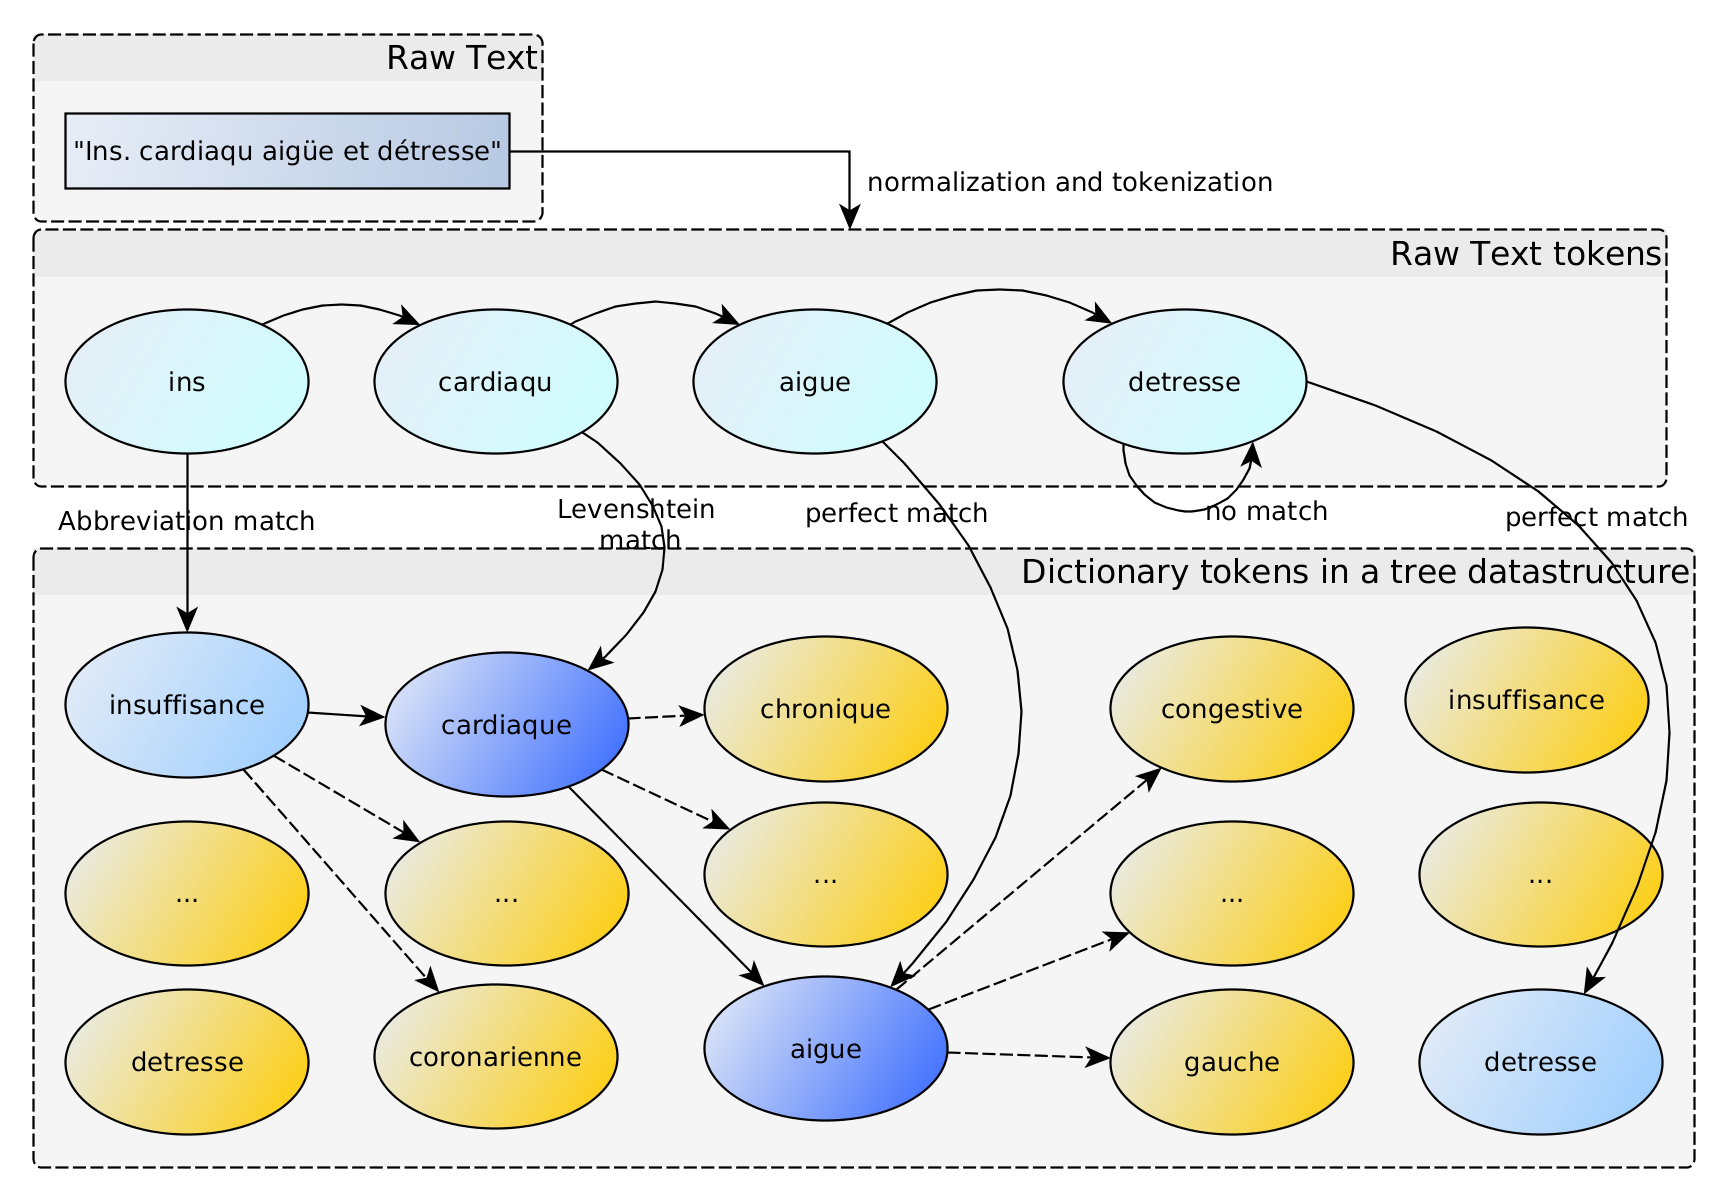 Raw Text
"Ins. cardiaqu aigüe et détresse"
normalization and tokenization
Raw Text tokens
ins
cardiaqu
aigue
detresse
Abbreviation match
Levenshtein
match
perfect match
no match
perfect match
Dictionary tokens in a tree datastructure
insuffisance
cardiaque
chronique
congestive
insuffisance
...
...
...
...
...
detresse
coronarienne
aigue
gauche
detresse